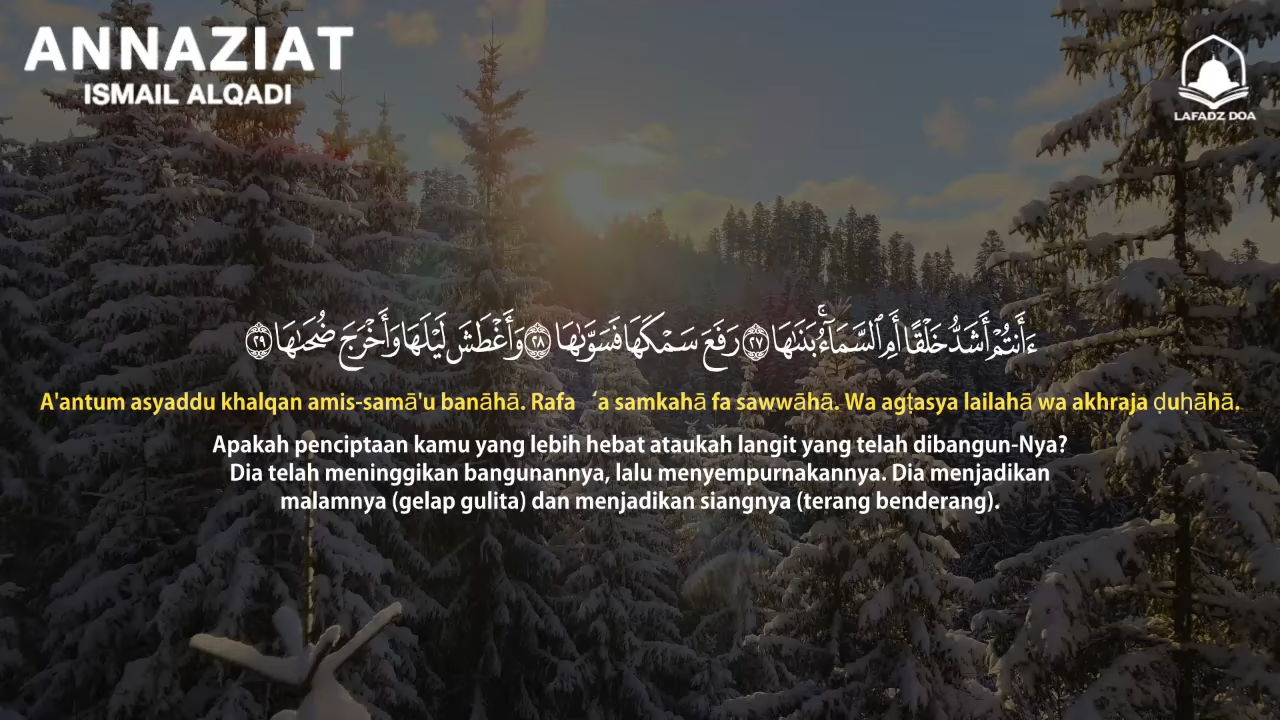 ANNAZIAT
ISMAIL ALQADI
LAFADZ DOA
ءَأَنتُمْ أَشَدُّ خَلْقًا أَمِ ٱلسَّمَآءُ ۚ بَنَىٰهَا ٢٧ رَفَعَ سَمْكَهَا فَسَوَّىٰهَا ٢٨ وَأَغْطَشَ لَيْلَهَا وَأَخْرَجَ ضُحَىٰهَا ٢٩
A'antum asyaddu khalqan amis-samā'u banāhā. Rafa ‘a samkahā fa sawwāhā. Wa agṭasya lailahā wa akhraja ḍuḥāhā.
Apakah penciptaan kamu yang lebih hebat ataukah langit yang telah dibangun-Nya?
Dia telah meninggikan bangunannya, lalu menyempurnakannya. Dia menjadikan
malamnya (gelap gulita) dan menjadikan siangnya (terang benderang).